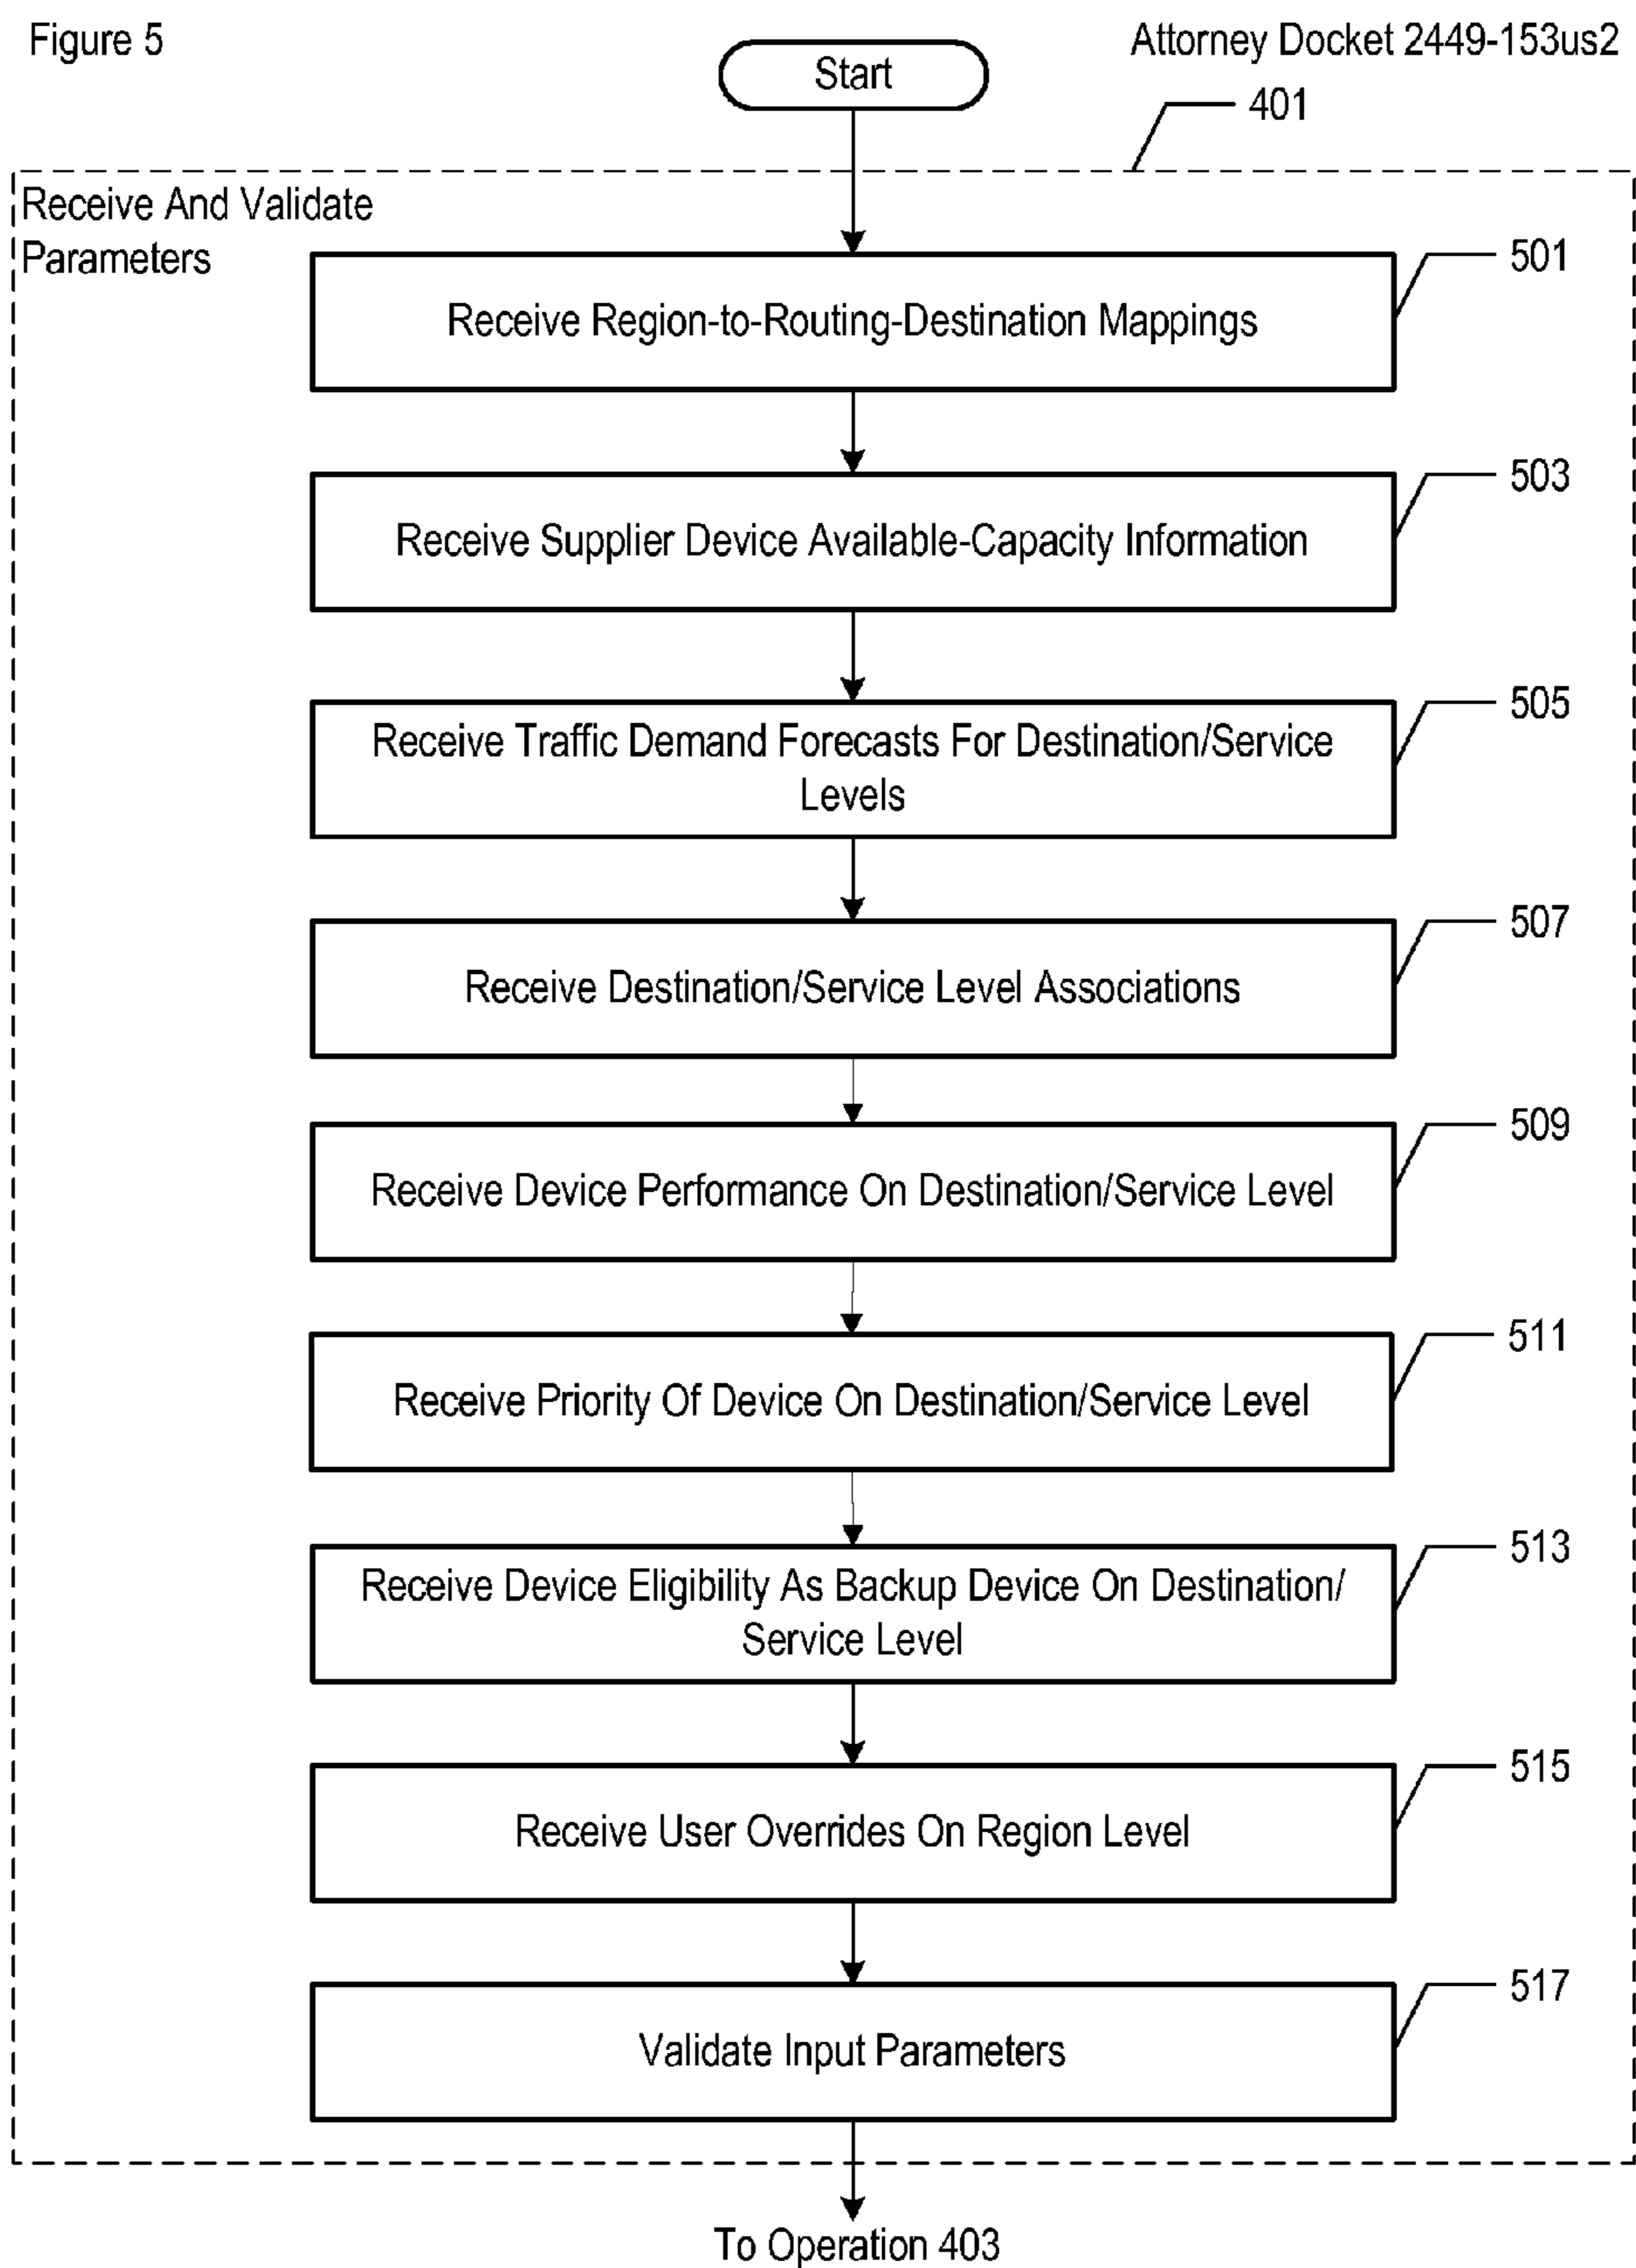 Figure 5
Attorney Docket 2449-153us2
Start
401
Receive And Validate
Parameters
501
Receive Region-to-Routing-Destination Mappings
503
Receive Supplier Device Available-Capacity Information
505
Receive Traffic Demand Forecasts For Destination/Service
Levels
507
Receive Destination/Service Level Associations
509
Receive Device Performance On Destination/Service Level
511
Receive Priority Of Device On Destination/Service Level
513
Receive Device Eligibility As Backup Device On Destination/
Service Level
515
Receive User Overrides On Region Level
517
Validate Input Parameters
To Operation 403